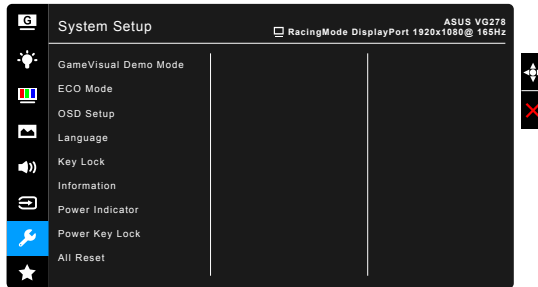 G
System Setup
ASUS VG278
RacingMode DisplayPort 1920x1080@ 165Hz
GameVisual Demo Mode
ECO Mode
OSD Setup
Language
Key Lock
Information
Power Indicator
Power Key Lock
All Reset